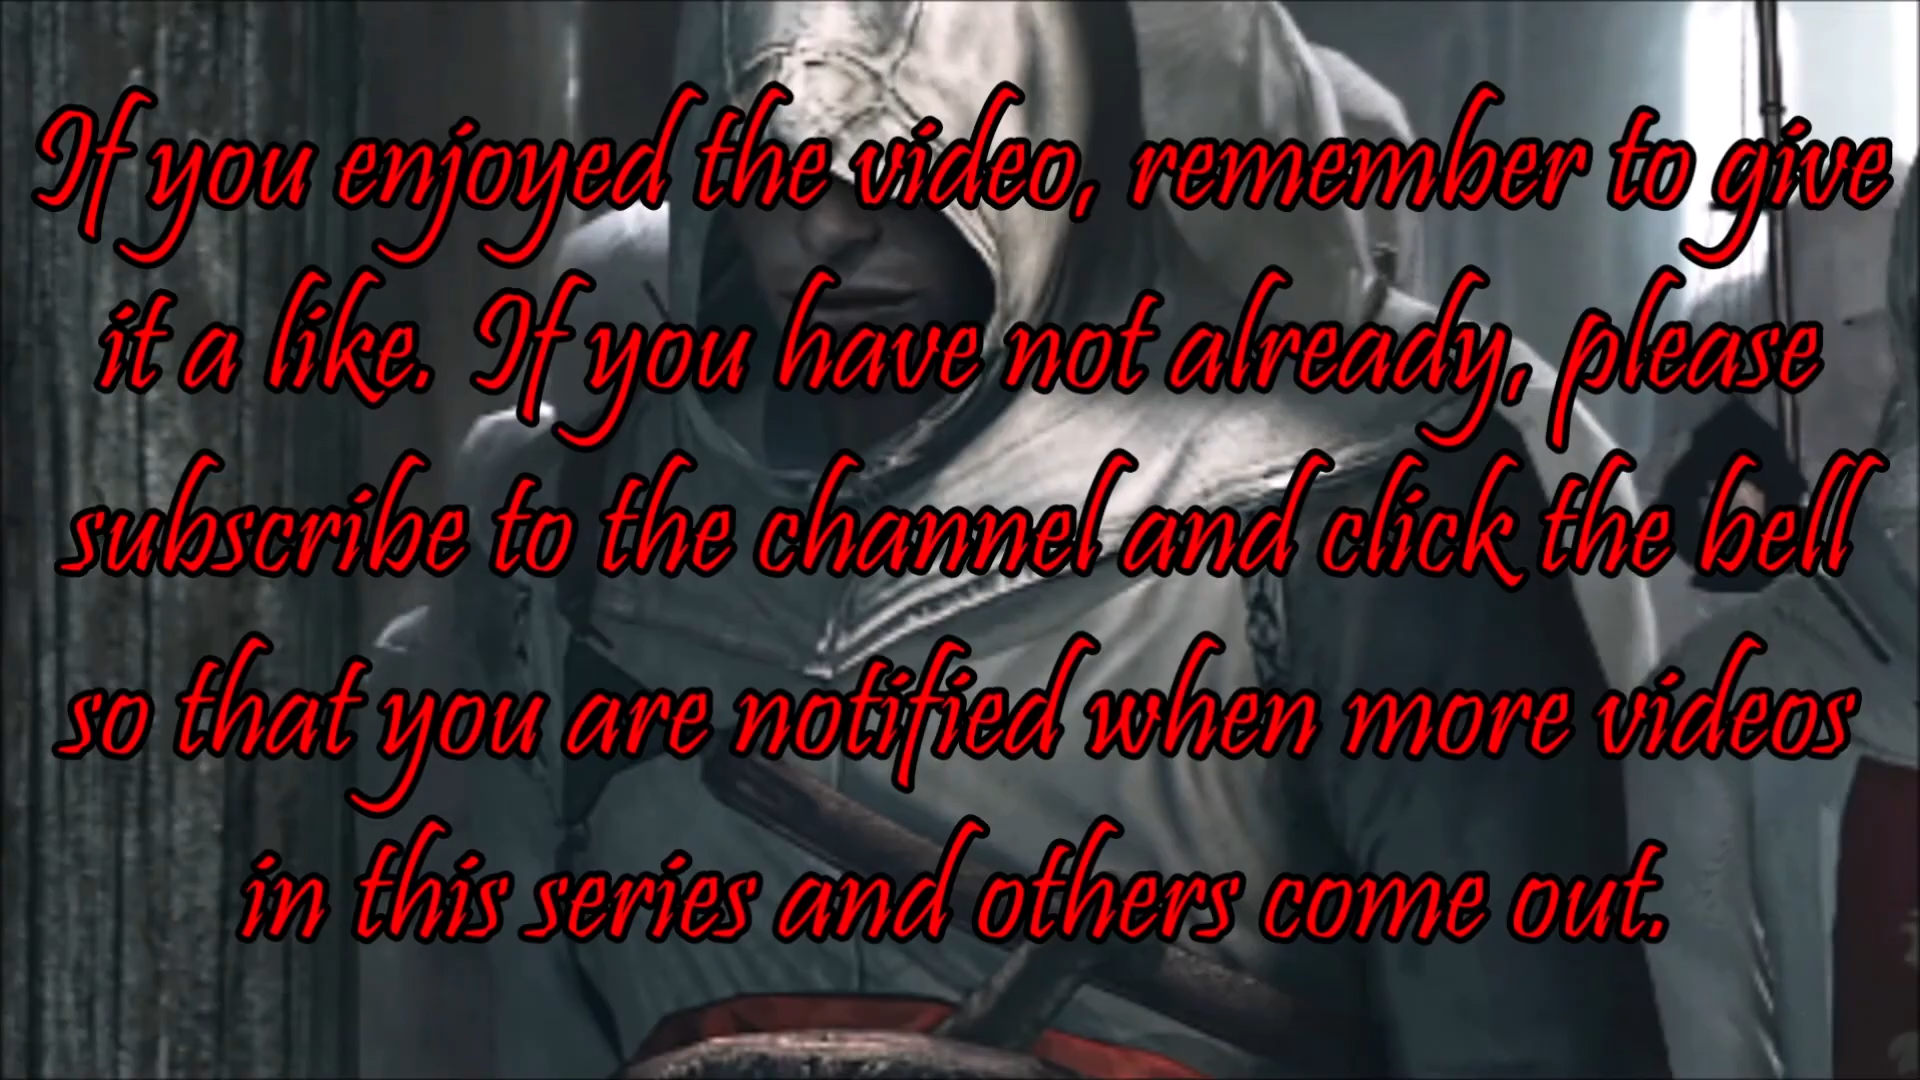 If you enjoyed the video, remember to give
it a like. If you have not already, please
subscribe to the channel and click the bell
so that you are notified when more videos
in this series and others come out.